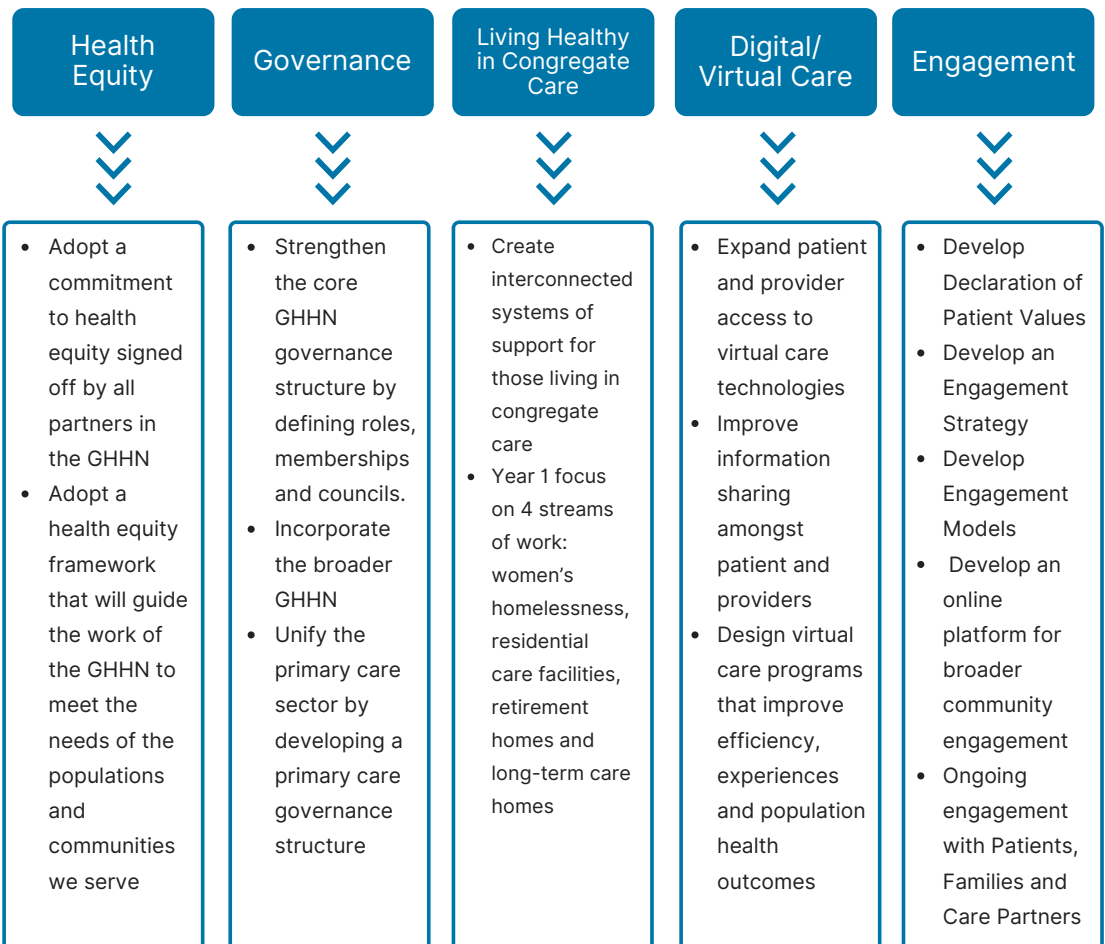 Health
Equity
Governance
Living Healthy
in Congregate
Care
Digital/
Virtual Care
Engagement
• Adopt a
commitment
to health
equity signed
off by all
partners in
the GHHN
• Adopt a
health equity
framework
that will guide
the work of
the GHHN to
meet the
needs of the
populations
and
communities
we serve
• Strengthen
the core
GHHN
governance
structure by
defining roles,
memberships
and councils.
• Incorporate
the broader
GHHN
• Unify the
primary care
sector by
developing a
primary care
governance
structure
• Create
interconnected
systems of
support for
those living in
congregate
care
• Year 1 focus
on 4 streams
of work:
women’s
homelessness,
residential
care facilities,
retirement
homes and
long-term care
homes
• Expand patient
and provider
access to
virtual care
technologies
• Improve
information
sharing
amongst
patient and
providers
• Design virtual
care programs
that improve
efficiency,
experiences
and population
health
outcomes
• Develop
Declaration of
Patient Values
• Develop an
Engagement
Strategy
• Develop
Engagement
Models
• Develop an
online
platform for
broader
community
engagement
• Ongoing
engagement
with Patients,
Families and
Care Partners